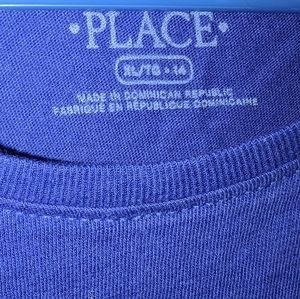 •PLACE•
XL/TG • 14
MADE IN DOMINICAN REPUBLIC
FABRIQUÉ EN RÉPUBLIQUE DOMINICAINE